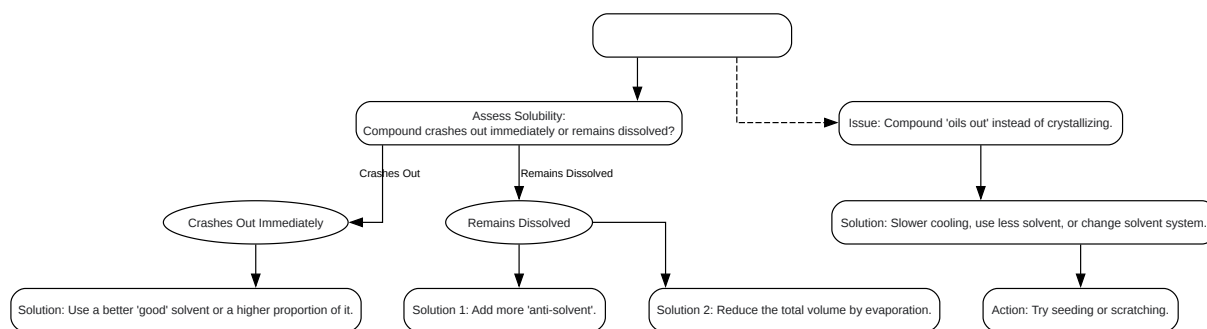 Assess Solubility:
Compound crashes out immediately or remains dissolved?
Issue: Compound 'oils out' instead of crystallizing.
Crashes Out
Remains Dissolved
Crashes Out Immediately
Remains Dissolved
Solution: Slower cooling, use less solvent, or change solvent system.
Solution: Use a better 'good' solvent or a higher proportion of it.
Solution 1: Add more 'anti-solvent'.
Solution 2: Reduce the total volume by evaporation.
Action: Try seeding or scratching.